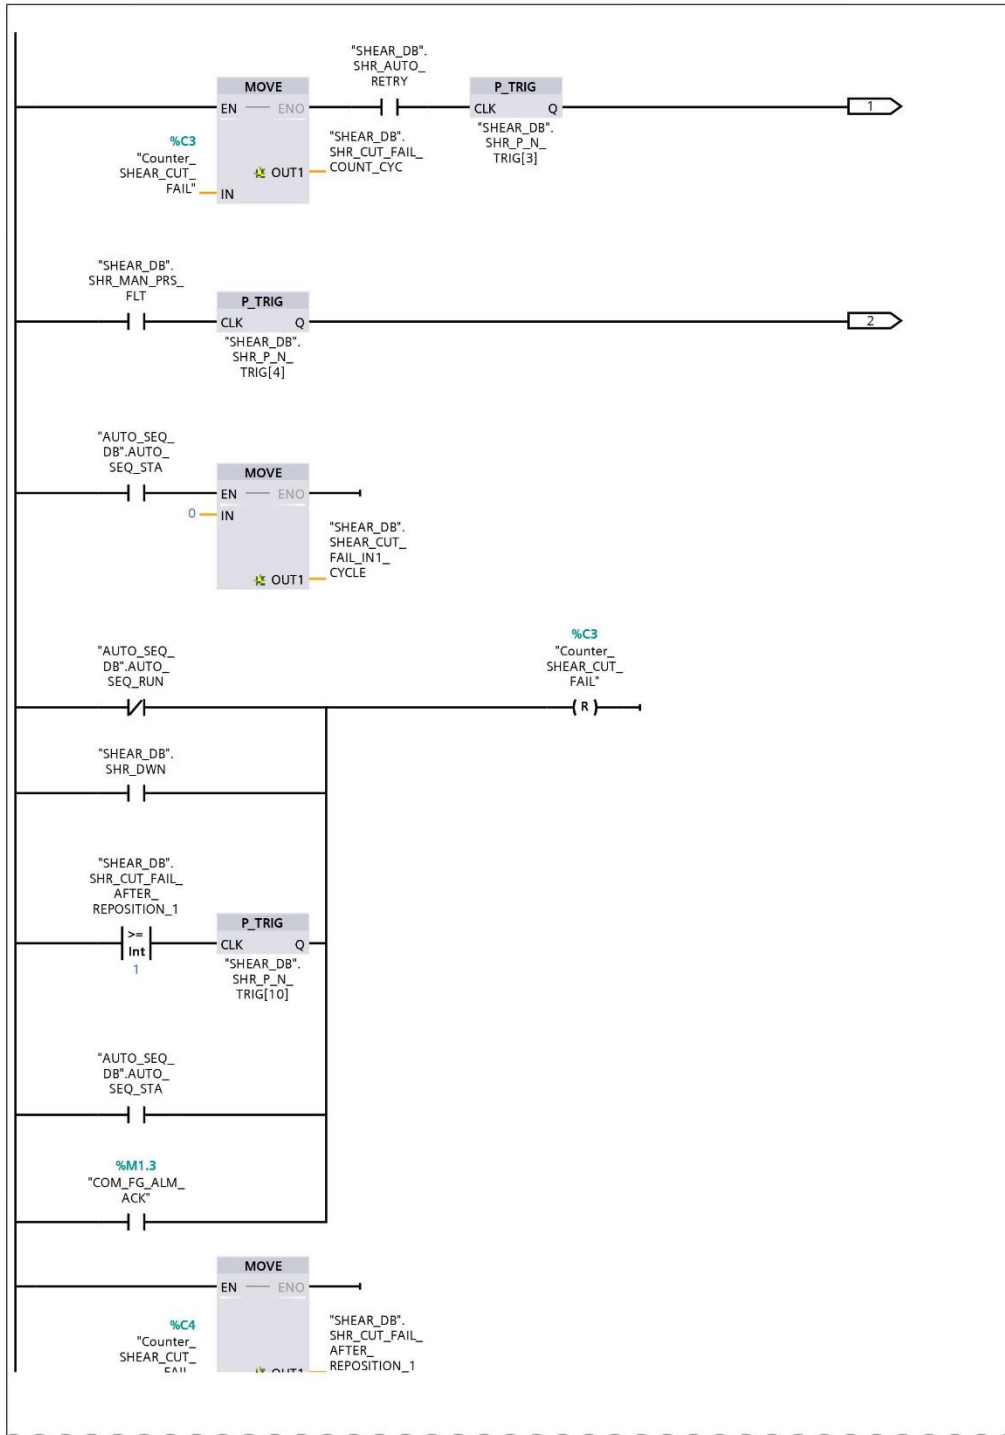 "SHEAR_DB".
SHR_AUTO_
RETRY
MOVE
P_TRIG
EN
ENO
CLK
Q
1
%C3
"Counter_
SHEAR_CUT_
FAIL"
IN
OUT1
"SHEAR_DB".
SHR_CUT_FAIL_
COUNT_CYC
"SHEAR_DB".
SHR_P_N_
TRIG[3]
"SHEAR_DB".
SHR_MAN_PRS_
FLT
P_TRIG
CLK
Q
2
"SHEAR_DB".
SHR_P_N_
TRIG[4]
"AUTO_SEQ_
DB".AUTO_
SEQ_STA
MOVE
EN
ENO
0
IN
OUT1
"SHEAR_DB".
SHEAR_CUT_
FAIL_IN1_
CYCLE
"AUTO_SEQ_
DB".AUTO_
SEQ_RUN
%C3
"Counter_
SHEAR_CUT_
FAIL"
R
"SHEAR_DB".
SHR_DWN
"SHEAR_DB".
SHR_CUT_FAIL_
AFTER_
REPOSITION_1
>=
Int
1
P_TRIG
CLK
Q
"SHEAR_DB".
SHR_P_N_
TRIG[10]
"AUTO_SEQ_
DB".AUTO_
SEQ_STA
%M1.3
"COM_FG_ALM_
ACK"
MOVE
EN
ENO
%C4
"Counter_
SHEAR_CUT_
FAIL
OUT1
"SHEAR_DB".
SHR_CUT_FAIL_
AFTER_
REPOSITION_1